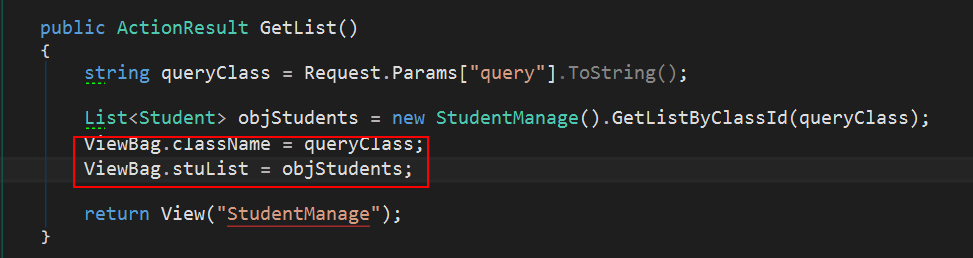 public ActionResult GetList()
{
string queryClass = Request.Params["query"].ToString();
List<Student> objStudents = new StudentManage().GetListByClassId(queryClass);
ViewBag.className = queryClass;
ViewBag.stuList = objStudents;
return View("StudentManage");
}